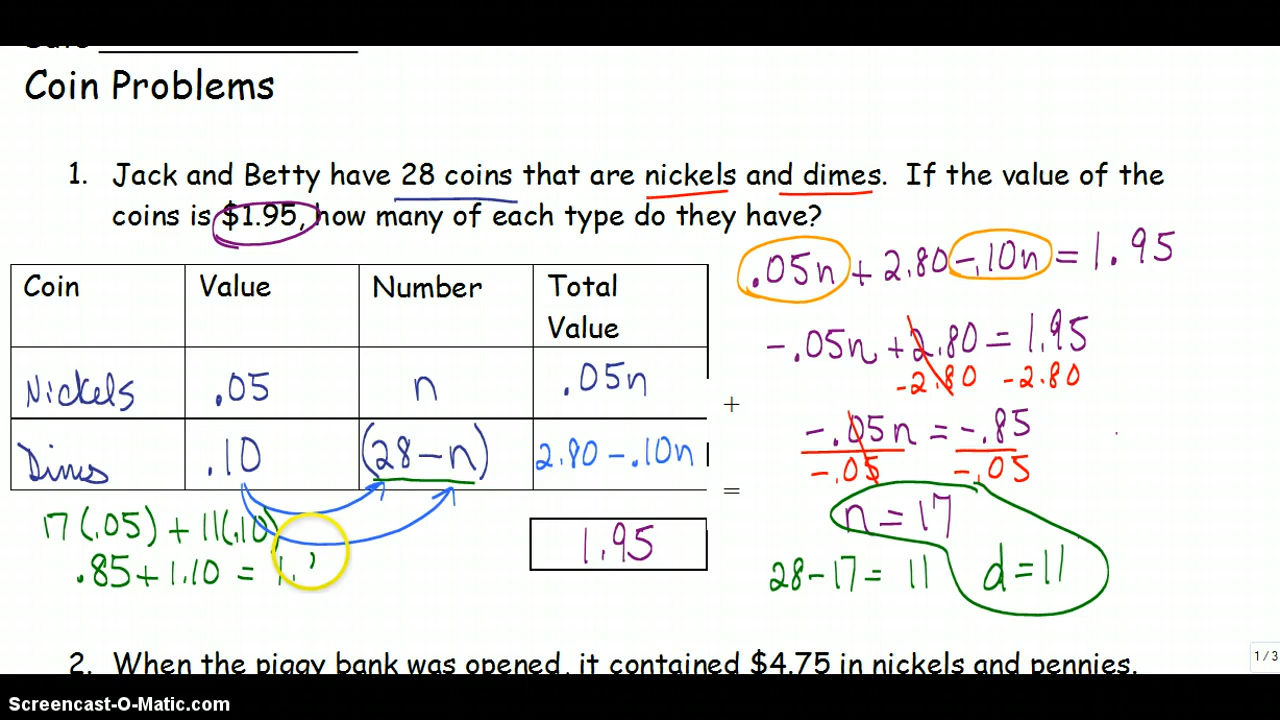 Coin Problems
1. Jack and Betty have 28 coins that are nickels and dimes. If the value of the
coins is $1.95, how many of each type do they have?
Coin Value Number Total Value
Nickels .05 n .05n
+
Dimes .10 (28-n) 2.80-.10n
=
1.95
17(.05)+11(.10)
.85+1.10 = 1.
.05n+2.80-.10n=1.95
-.05n+2.80=1.95
-2.80 -2.80
-.05n=-.85
-.05 -.05
n=17
28-17=11 d=11
2. When the piggy bank was opened, it contained $4.75 in nickels and pennies.
1/3
Screencast-O-Matic.com